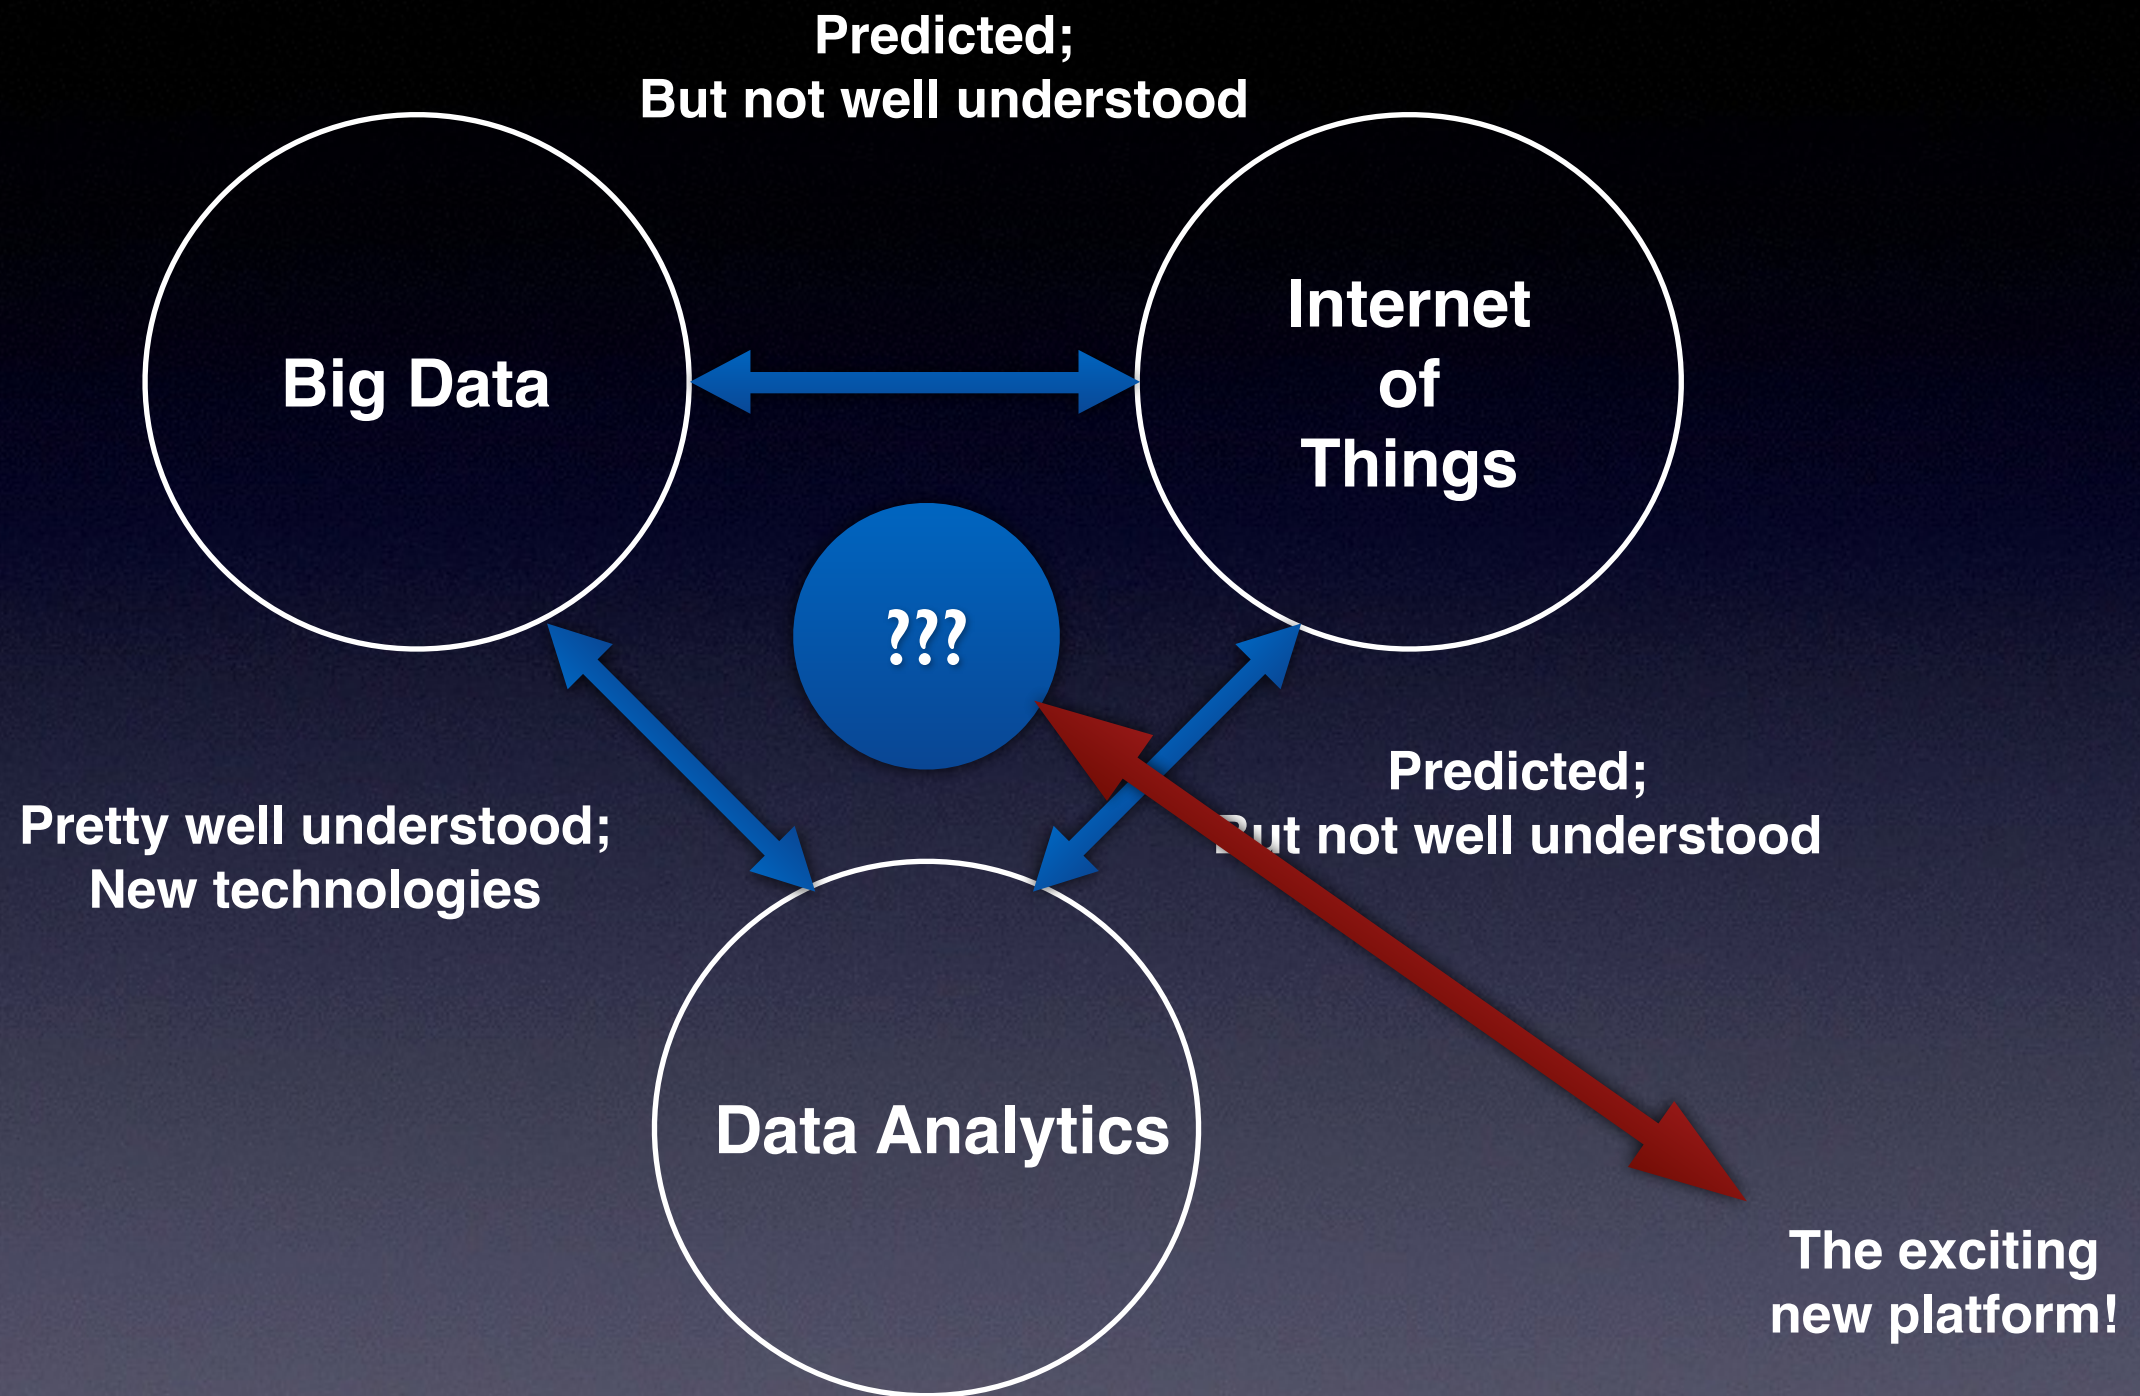 Predicted;
But not well understood
Big Data
Internet
of
Things
???
Predicted;
But not well understood
Pretty well understood;
New technologies
Data Analytics
The exciting
new platform!